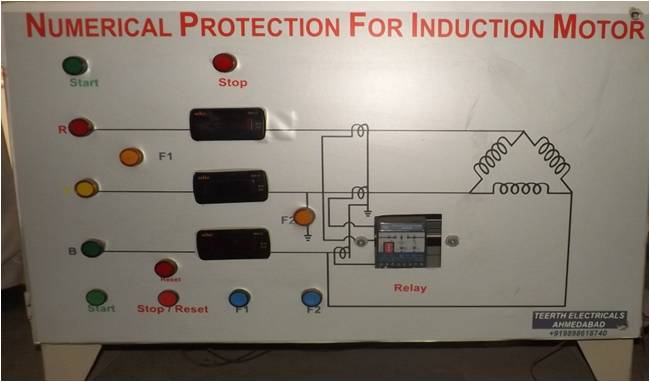 NUMERICAL PROTECTION FOR INDUCTION MOTOR
Start
Stop
R
F1
F2
B
Reset
Relay
Start
Stop / Reset
F1
F2
TEERTH ELECTRICALS
AHMEDABAD
+919898618740